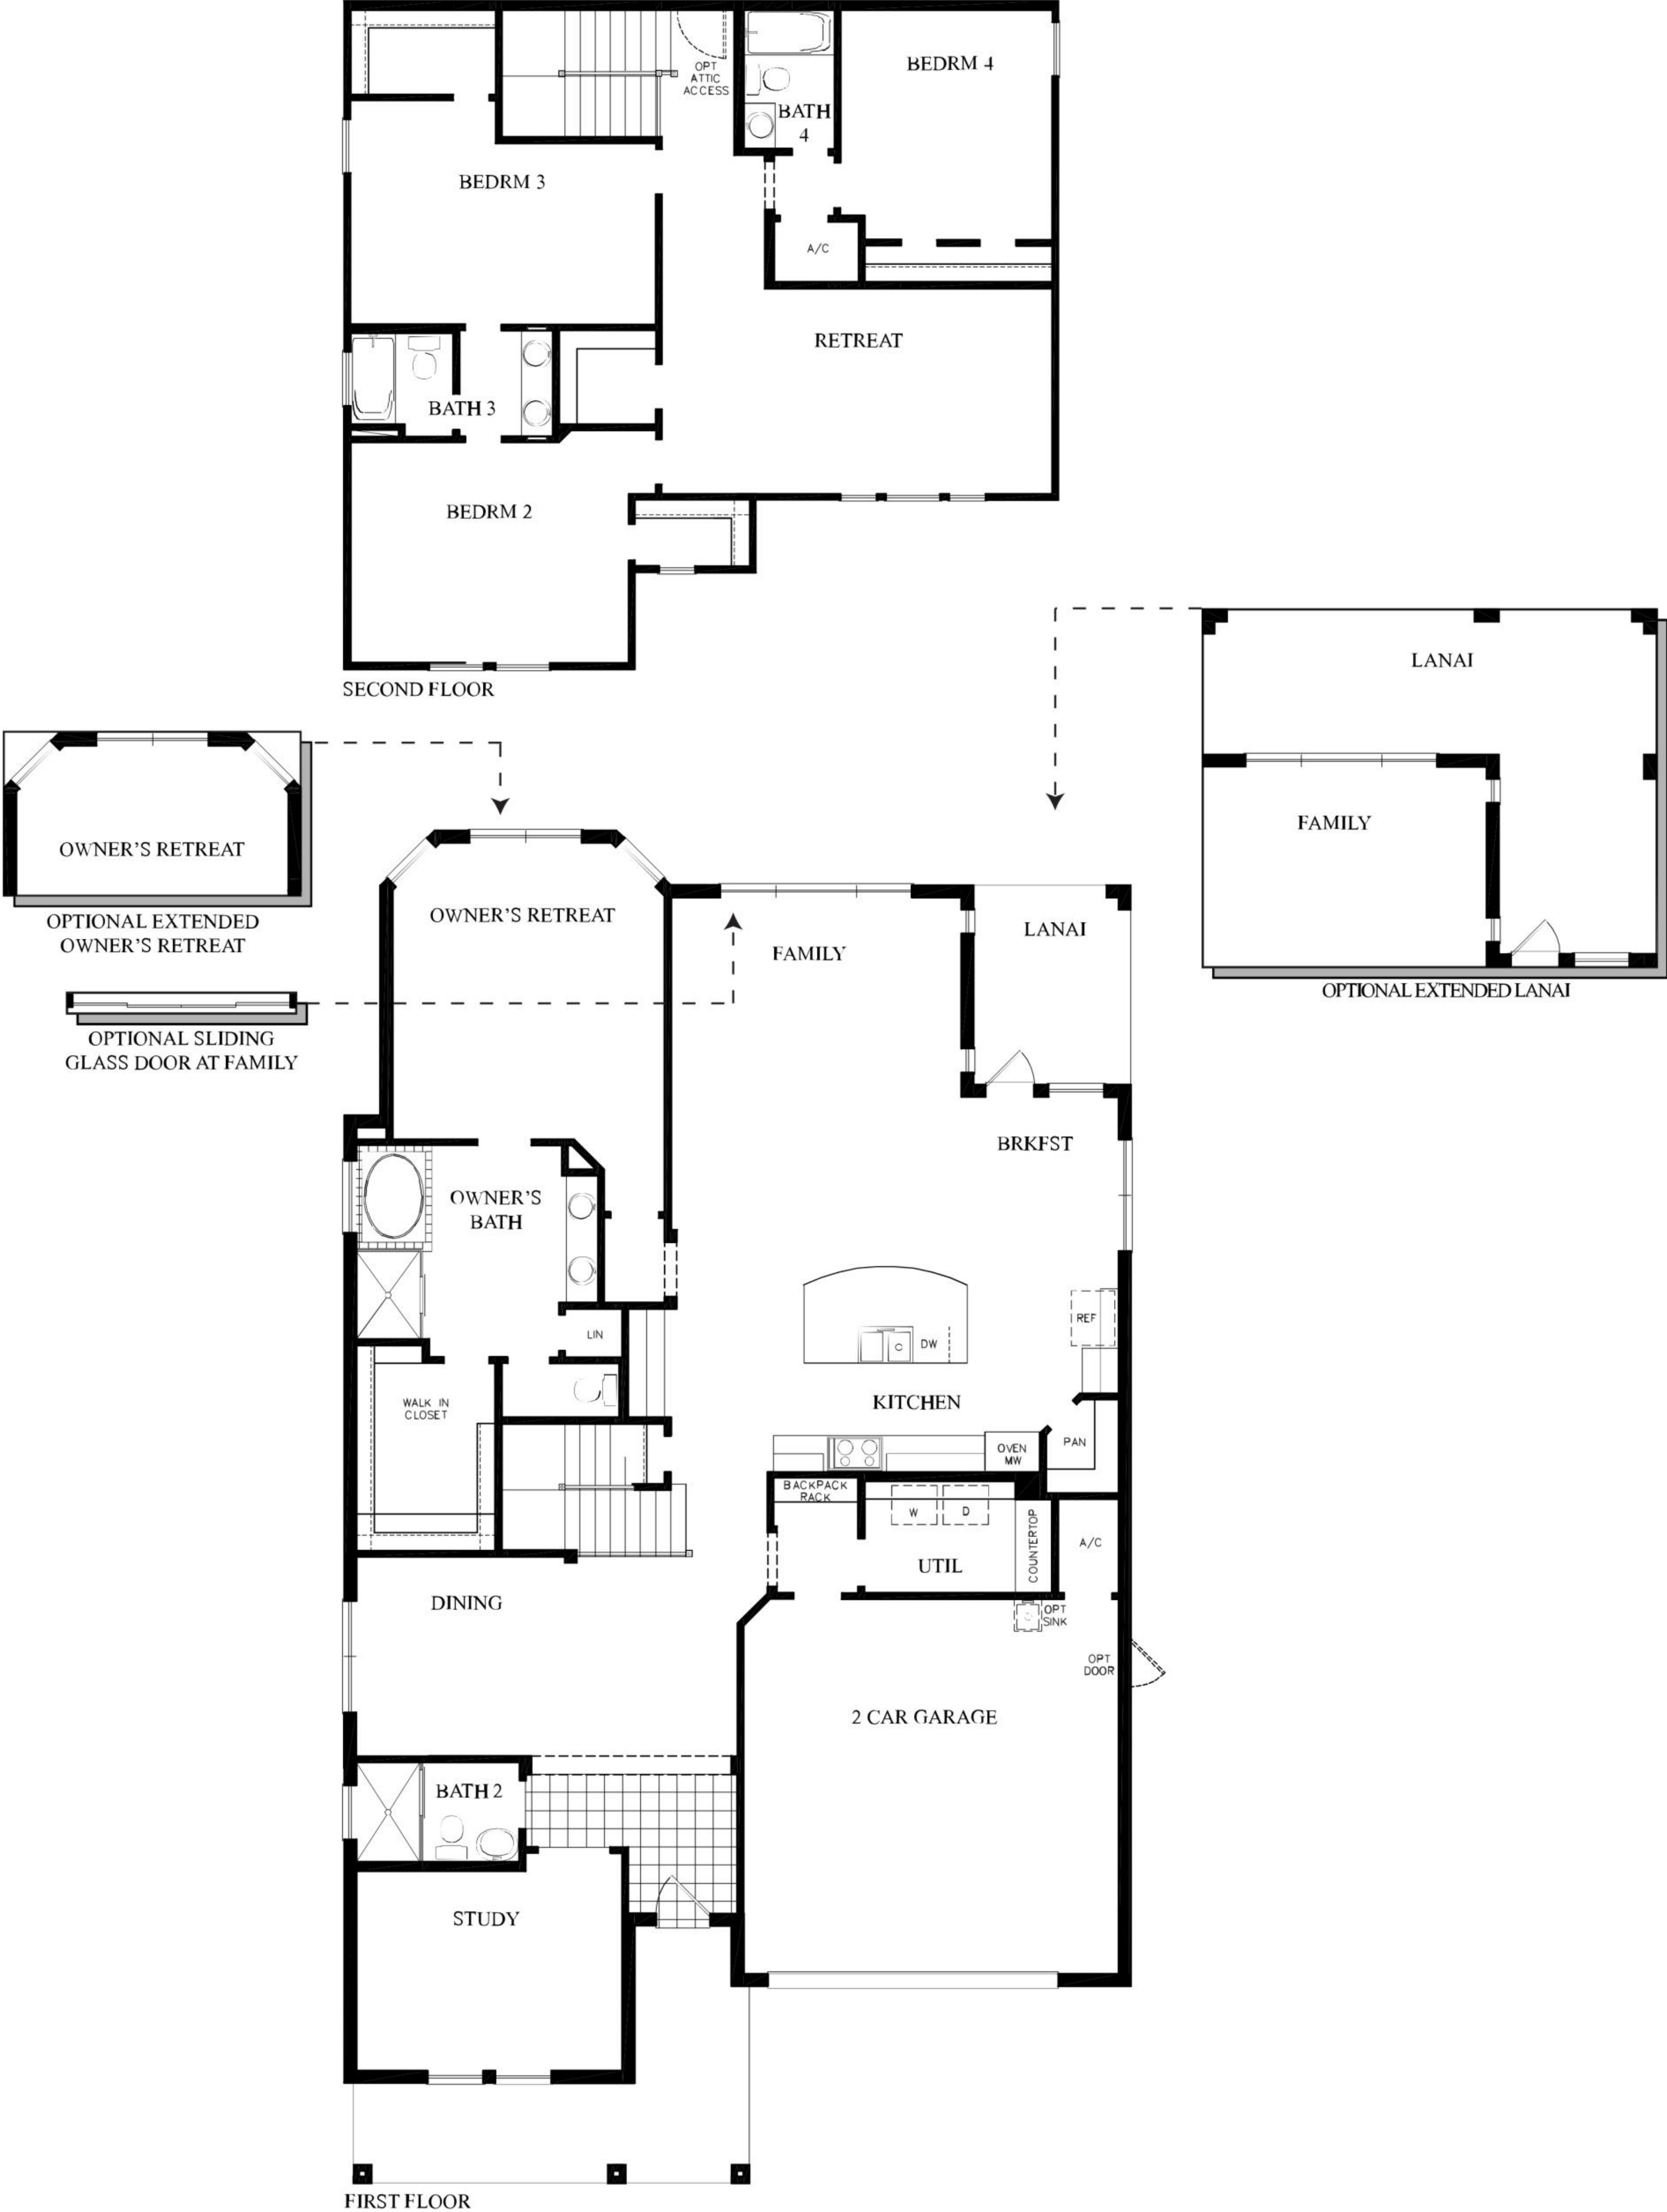 OPT
ATTIC
ACCESS
BEDRM 4
BATH
4
BEDRM 3
A/C
RETREAT
BATH 3
BEDRM 2
SECOND FLOOR
LANAI
FAMILY
OPTIONAL EXTENDED LANAI
OWNER'S RETREAT
OPTIONAL EXTENDED
OWNER'S RETREAT
OPTIONAL SLIDING
GLASS DOOR AT FAMILY
OWNER'S RETREAT
FAMILY
LANAI
BRKFST
OWNER'S
BATH
REF
LIN
DW
WALK IN
CLOSET
KITCHEN
OVEN
MW
PAN
BACKPACK
RACK
W
D
COUNTERTOP
A/C
UTIL
DINING
OPT
SINK
OPT
DOOR
2 CAR GARAGE
BATH 2
STUDY
FIRST FLOOR